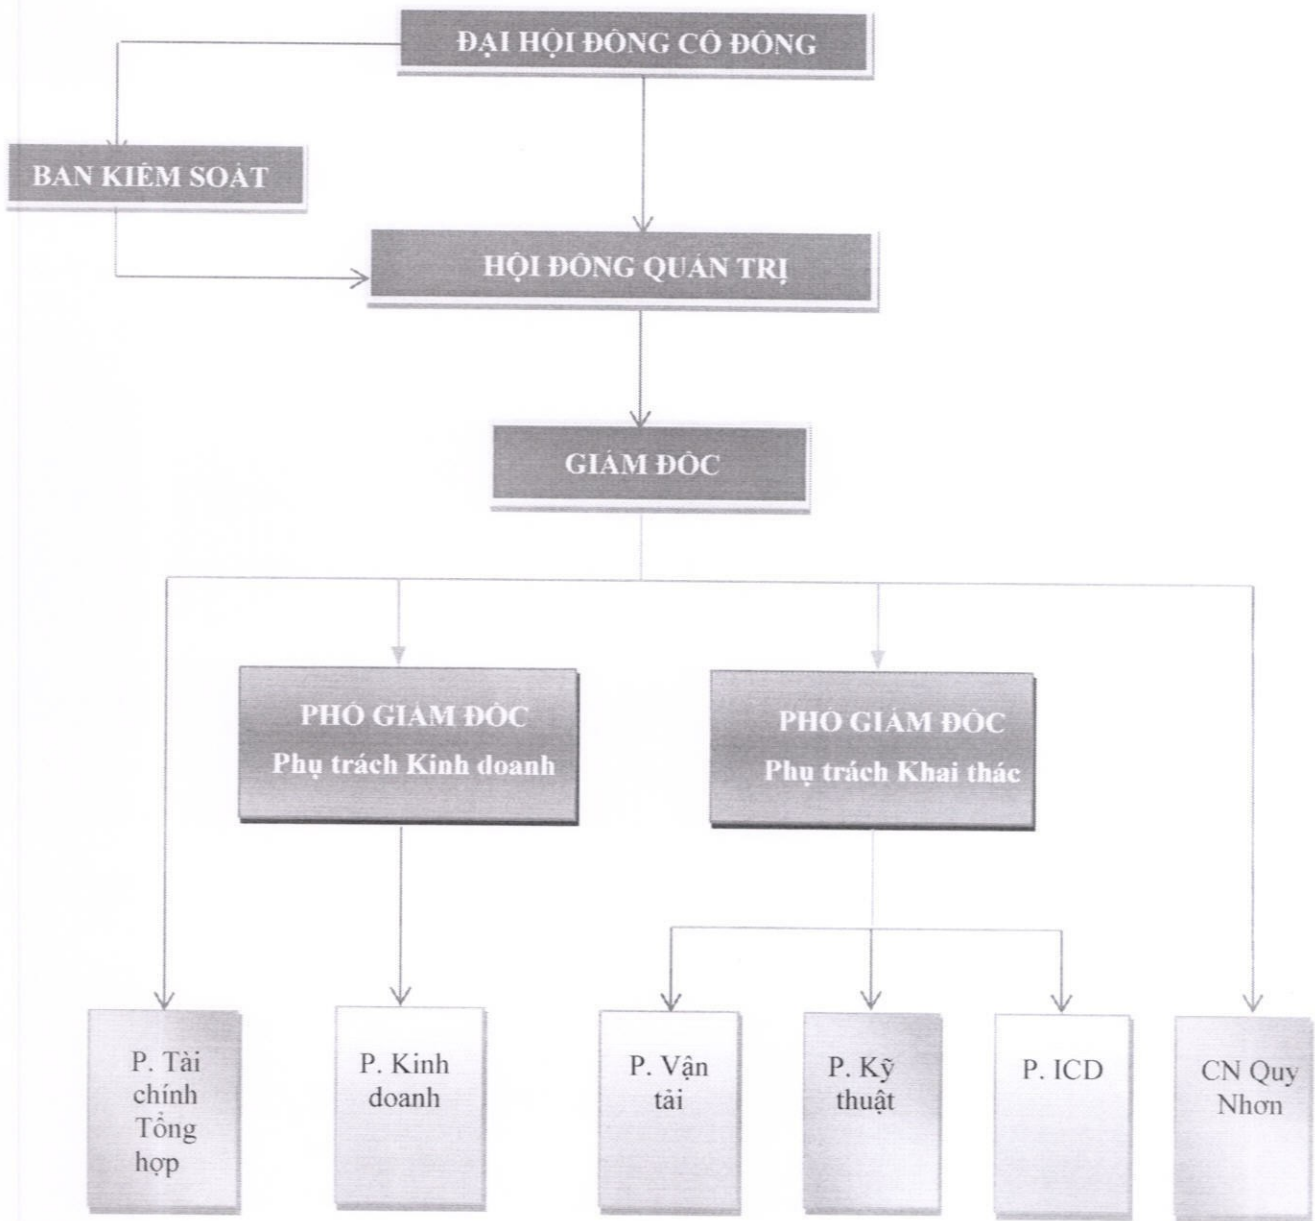 ĐẠI HỘI ĐỒNG CỔ ĐÔNG
BAN KIỂM SOÁT
HỘI ĐỒNG QUẢN TRỊ
GIÁM ĐỐC
PHÓ GIÁM ĐỐC
Phụ trách Kinh doanh
PHÓ GIÁM ĐỐC
Phụ trách Khai thác
P. Tài
chính
Tổng
hợp
P. Kinh
doanh
P. Vận
tải
P. Kỹ
thuật
P. ICD
CN Quy
Nhơn